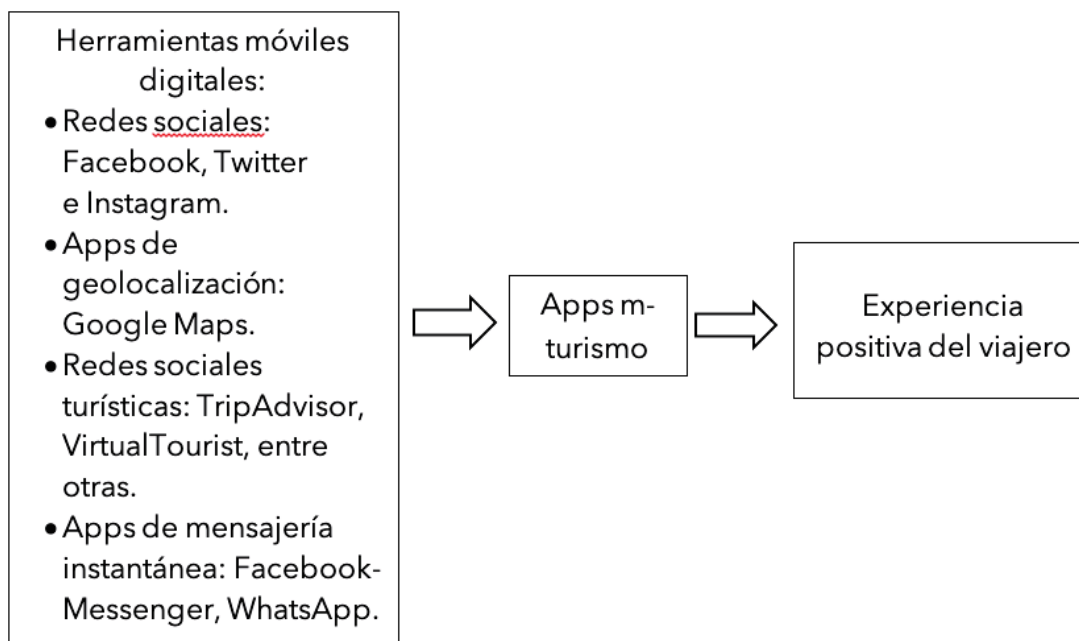 Herramientas móviles
digitales:
• Redes sociales:
Facebook, Twitter
e Instagram.
• Apps de
geolocalización:
Google Maps.
• Redes sociales
turísticas: TripAdvisor,
VirtualTourist, entre
otras.
• Apps de mensajería
instantánea: Facebook-
Messenger, WhatsApp.
Apps m-
turismo
Experiencia
positiva del viajero